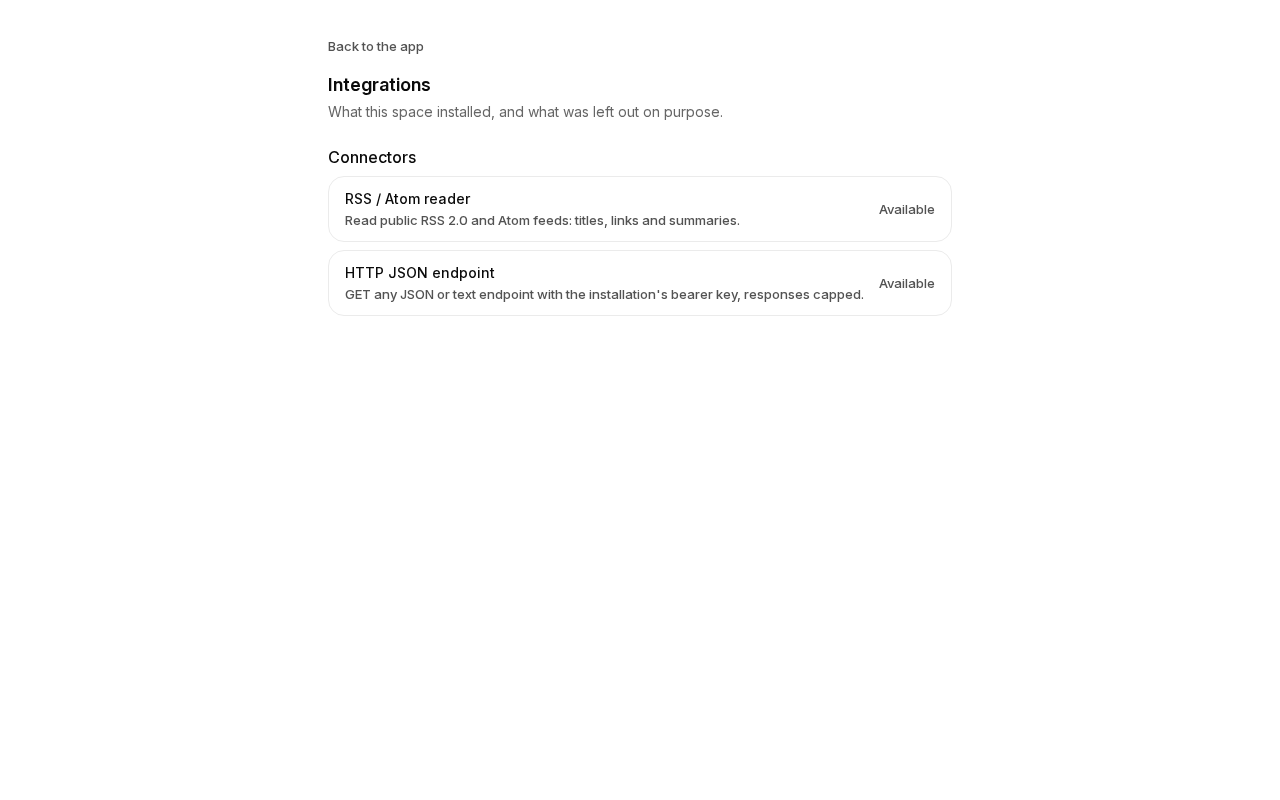 Back to the app
Integrations
What this space installed, and what was left out on purpose.
Connectors
RSS / Atom reader
Read public RSS 2.0 and Atom feeds: titles, links and summaries.
Available
HTTP JSON endpoint
GET any JSON or text endpoint with the installation's bearer key, responses capped.
Available